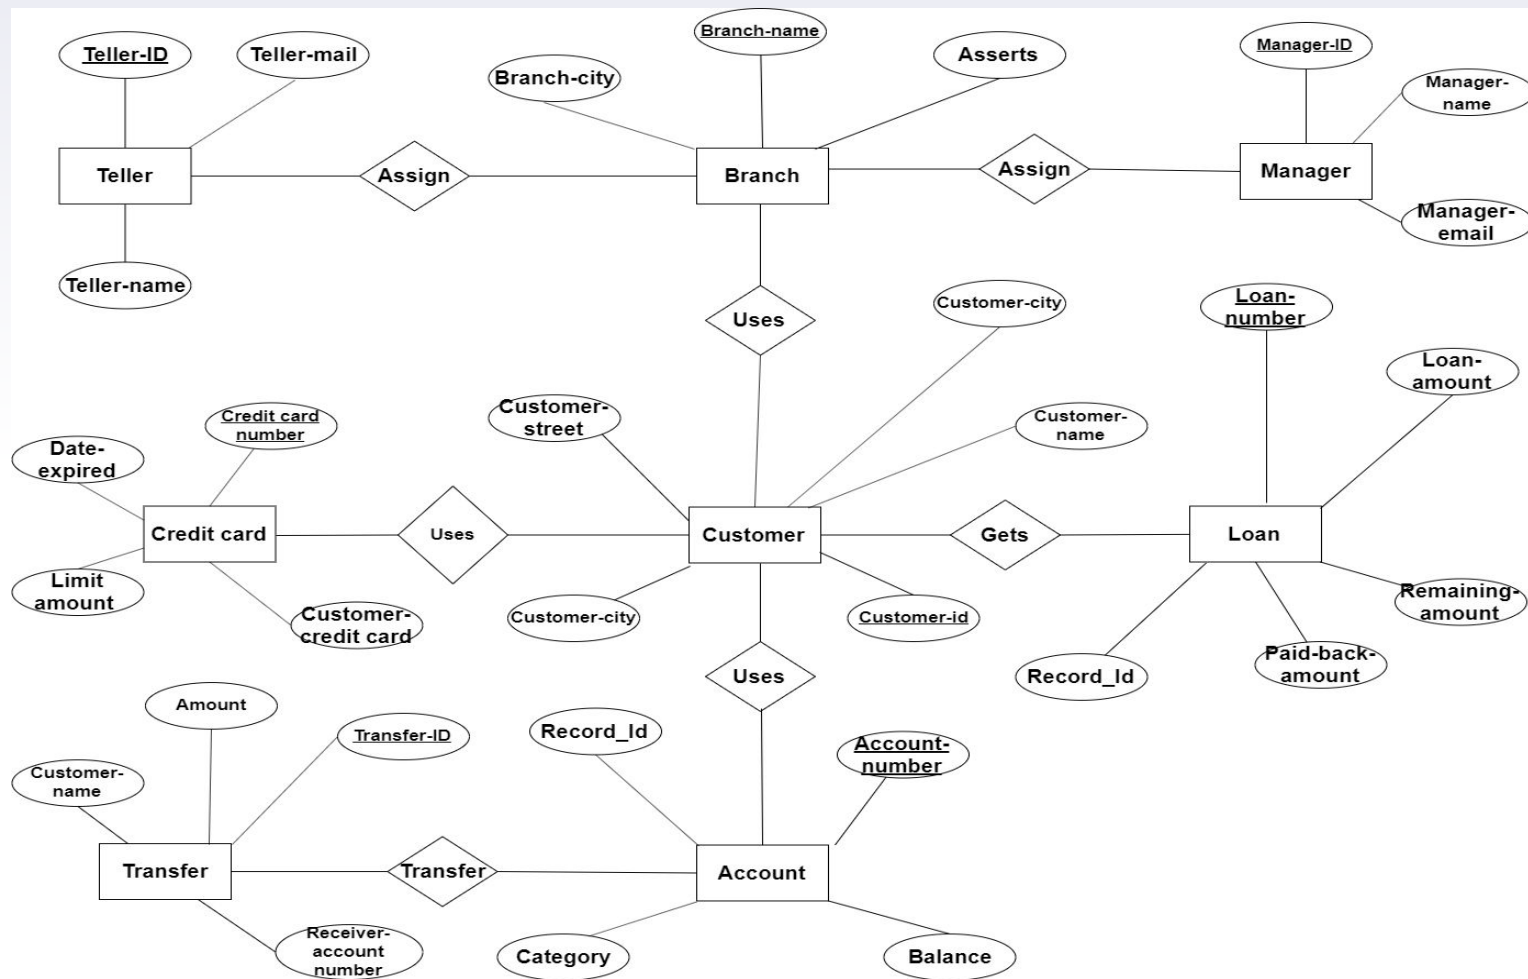 Branch-name
Teller-ID
Teller-mail
Branch-city
Asserts
Manager-ID
Manager-
name
Teller
Assign
Branch
Assign
Manager
Manager-
email
Teller-name
Uses
Customer-city
Loan-
number
Loan-
amount
Customer-
street
Customer-
name
Credit card
number
Date-
expired
Credit card
Uses
Customer
Gets
Loan
Limit
amount
Customer-
credit card
Customer-city
Customer-id
Remaining-
amount
Paid-back-
amount
Record_Id
Uses
Amount
Transfer-ID
Record_Id
Account-
number
Customer-
name
Transfer
Transfer
Account
Receiver-
account
number
Category
Balance